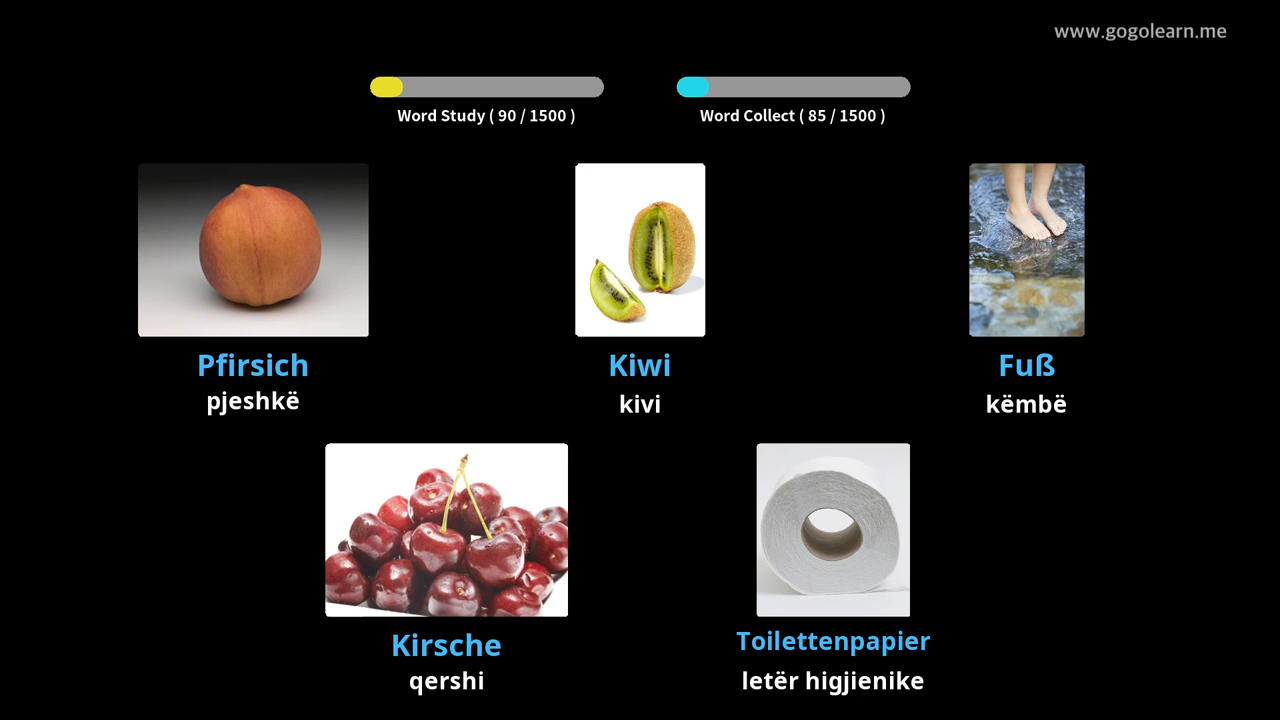 www.gogolearn.me
Word Study ( 90 / 1500 )
Word Collect ( 85 / 1500 )
Pfirsich
pjeshkë
Kiwi
kivi
Fuß
këmbë
Kirsche
qershi
Toilettenpapier
letër higjienike